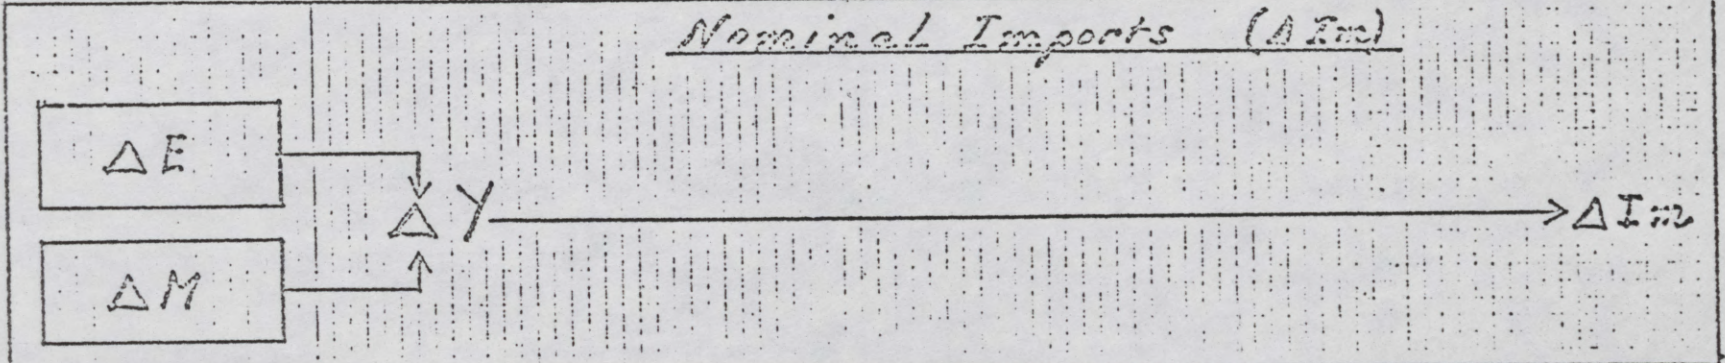 Nominal Imports (ΔIm)
ΔE
ΔY
ΔIm
ΔM